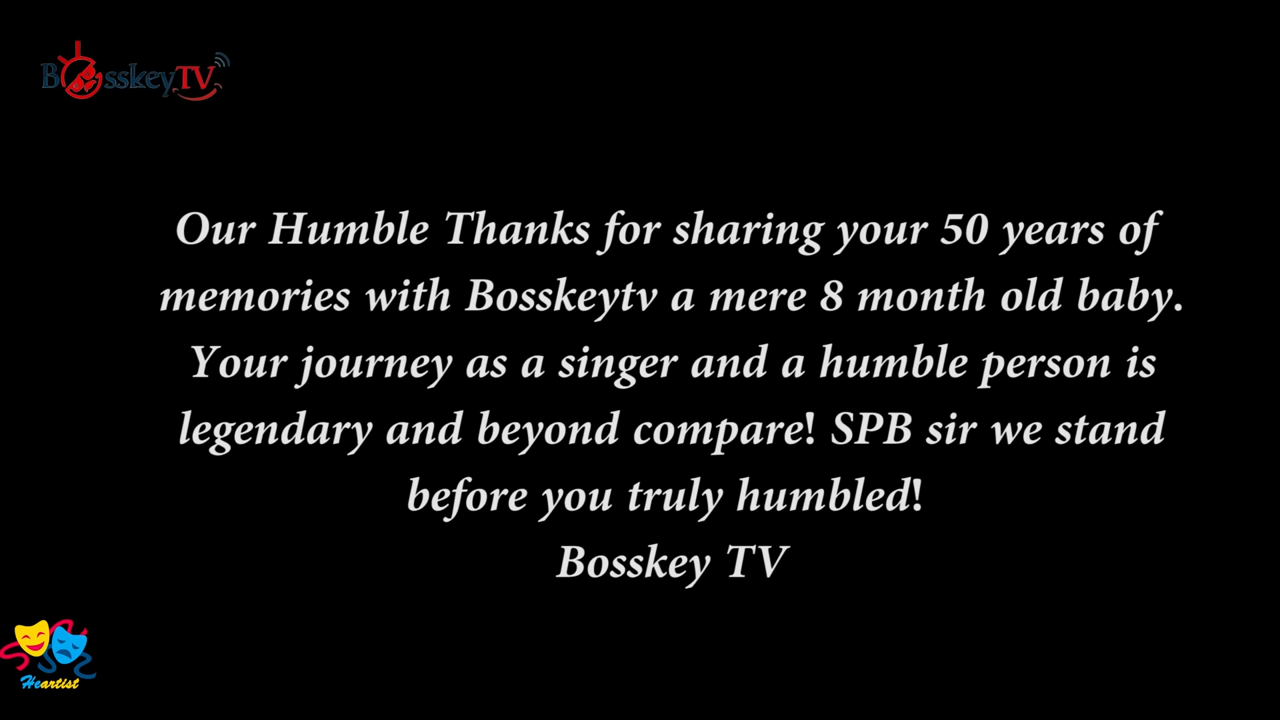 BosskeyTV
Our Humble Thanks for sharing your 50 years of
memories with Bosskeytv a mere 8 month old baby.
Your journey as a singer and a humble person is
legendary and beyond compare! SPB sir we stand
before you truly humbled!
Bosskey TV
Heartist